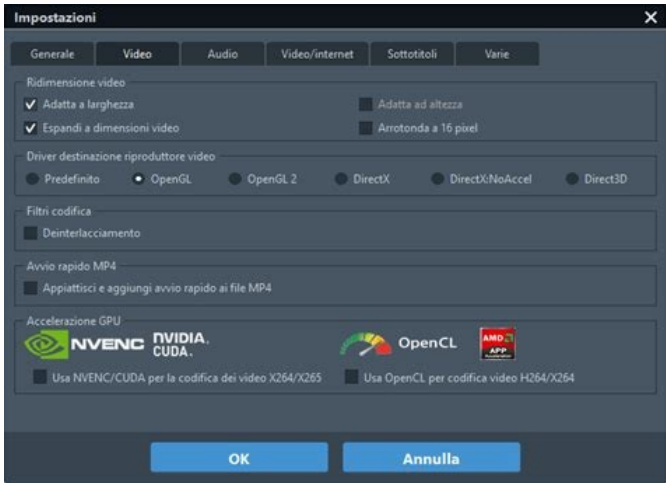 Impostazioni
Generale Video Audio Video/internet Sottotitoli Varie
Ridimensione video
Adatta a larghezza Adatta ad altezza
Espandi a dimensioni video Arrotonda a 16 pixel
Driver destinazione riproduttore video
Predefinito OpenGL OpenGL 2 DirectX DirectX:NoAccel Direct3D
Filtri codifica
Deinterlacciamento
Avvio rapido MP4
Appiattisci e aggiungi avvio rapido ai file MP4
Accelerazione GPU
NVENC NVIDIA. CUDA. OpenCL AMD APP Acceleration
Usa NVENC/CUDA per la codifica dei video X264/X265 Usa OpenCL per codifica video H264/X264
OK Annulla